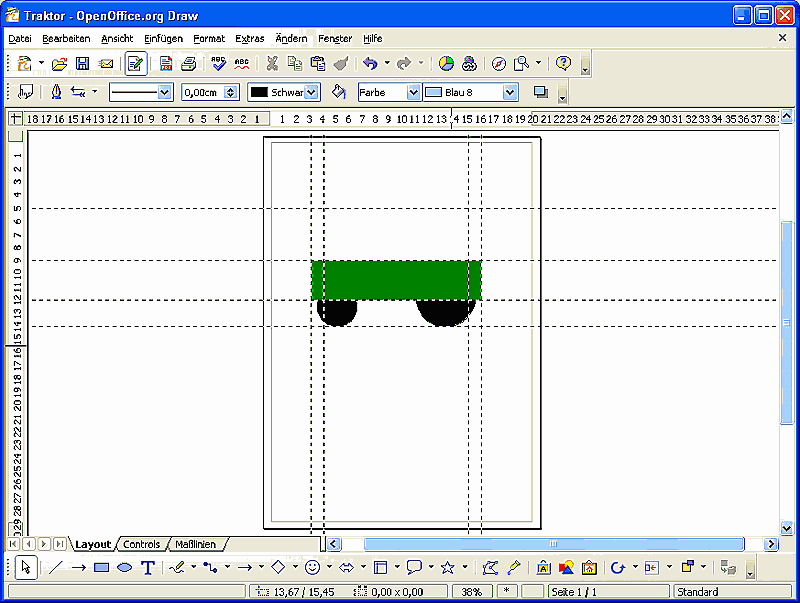 Traktor - OpenOffice.org Draw
Datei Bearbeiten Ansicht Einfügen Format Extras Ändern Fenster Hilfe
ABC ABC
0,00cm Schwar Farbe Blau 8
18 17 16 15 14 13 12 11 10 9 8 7 6 5 4 3 2 1 1 2 3 4 5 6 7 8 9 10 11 12 13 14 15 16 17 18 19 20 21 22 23 24 25 26 27 28 29 30 31 32 33 34 35 36 37 38
1 2 3 4 5 6 7 8 9 10 11 12 13 14 15 16 17 18 19 20 21 22 23 24 25 26 27 28 29
Layout Controls Maßlinien
T
13,67 / 15,45 0,00 x 0,00 38% * Seite 1 / 1 Standard